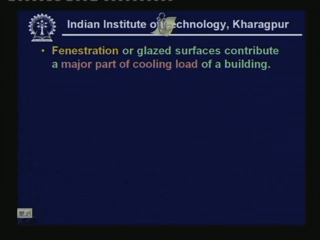 Indian Institute of Technology, Kharagpur
• Fenestration or glazed surfaces contribute
a major part of cooling load of a building.